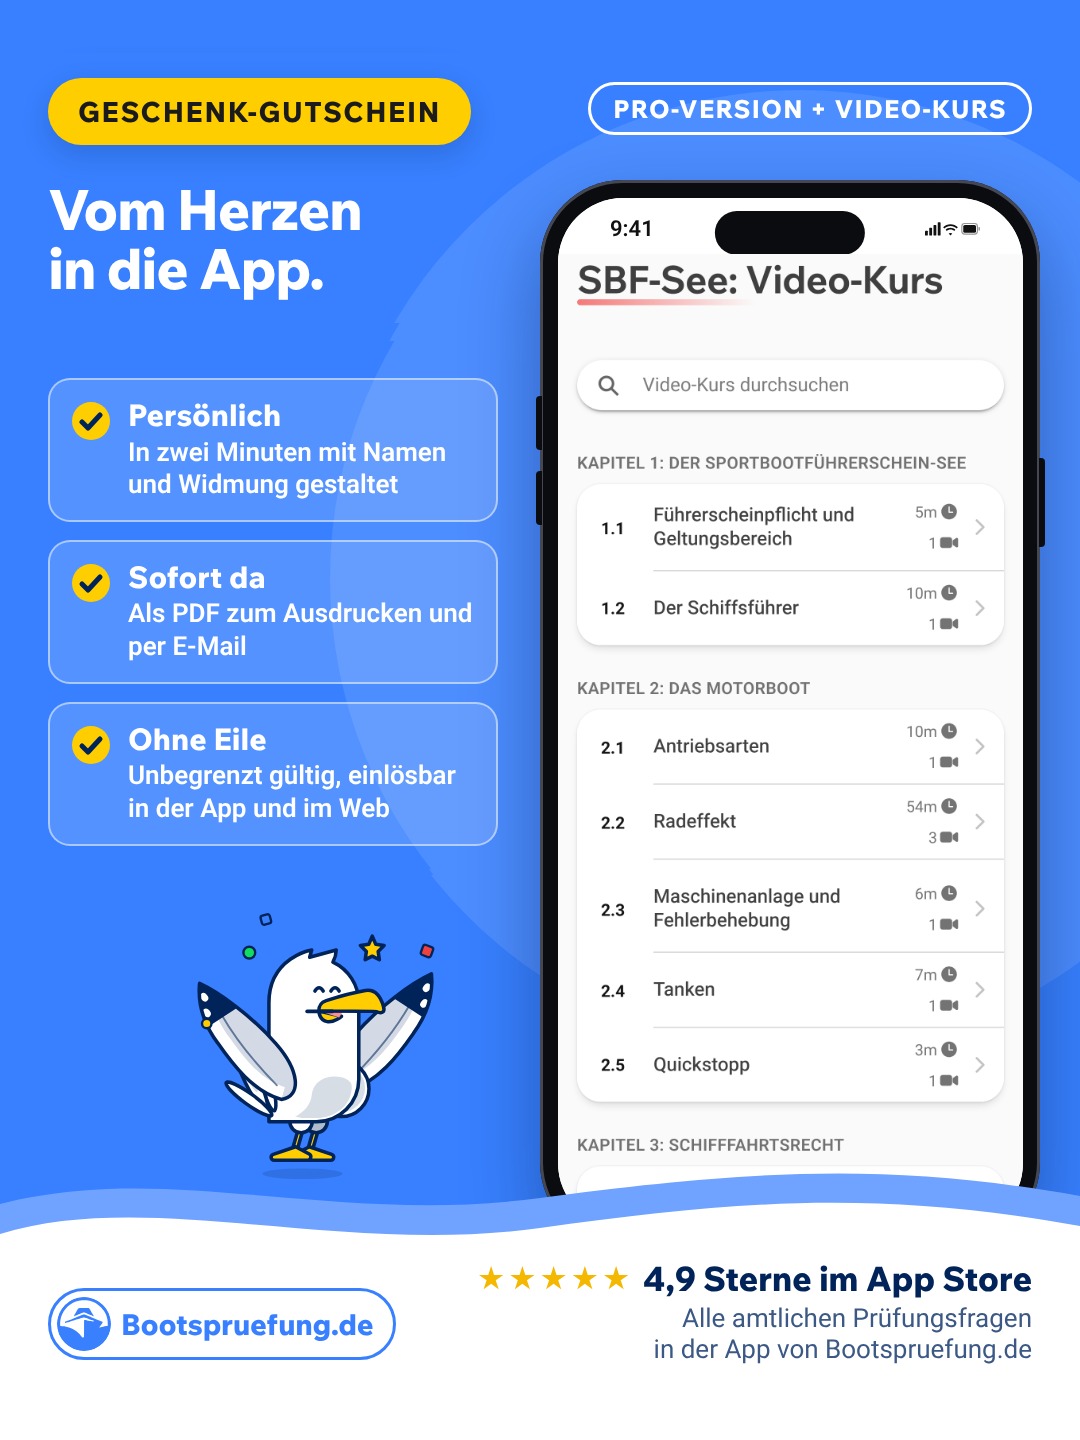 GESCHENK-GUTSCHEIN
PRO-VERSION + VIDEO-KURS
Vom Herzen
in die App.
Persönlich
In zwei Minuten mit Namen
und Widmung gestaltet
Sofort da
Als PDF zum Ausdrucken und
per E-Mail
Ohne Eile
Unbegrenzt gültig, einlösbar
in der App und im Web
9:41
SBF-See: Video-Kurs
Video-Kurs durchsuchen
KAPITEL 1: DER SPORTBOOTFÜHRERSCHEIN-SEE
1.1 Führerscheinpflicht und 5m
Geltungsbereich 1
1.2 Der Schiffsführer 10m
1
KAPITEL 2: DAS MOTORBOOT
2.1 Antriebsarten 10m
1
2.2 Radeffekt 54m
3
2.3 Maschinenanlage und 6m
Fehlerbehebung 1
2.4 Tanken 7m
1
2.5 Quickstopp 3m
1
KAPITEL 3: SCHIFFFAHRTSRECHT
4,9 Sterne im App Store
Alle amtlichen Prüfungsfragen
in der App von Bootspruefung.de
Bootspruefung.de